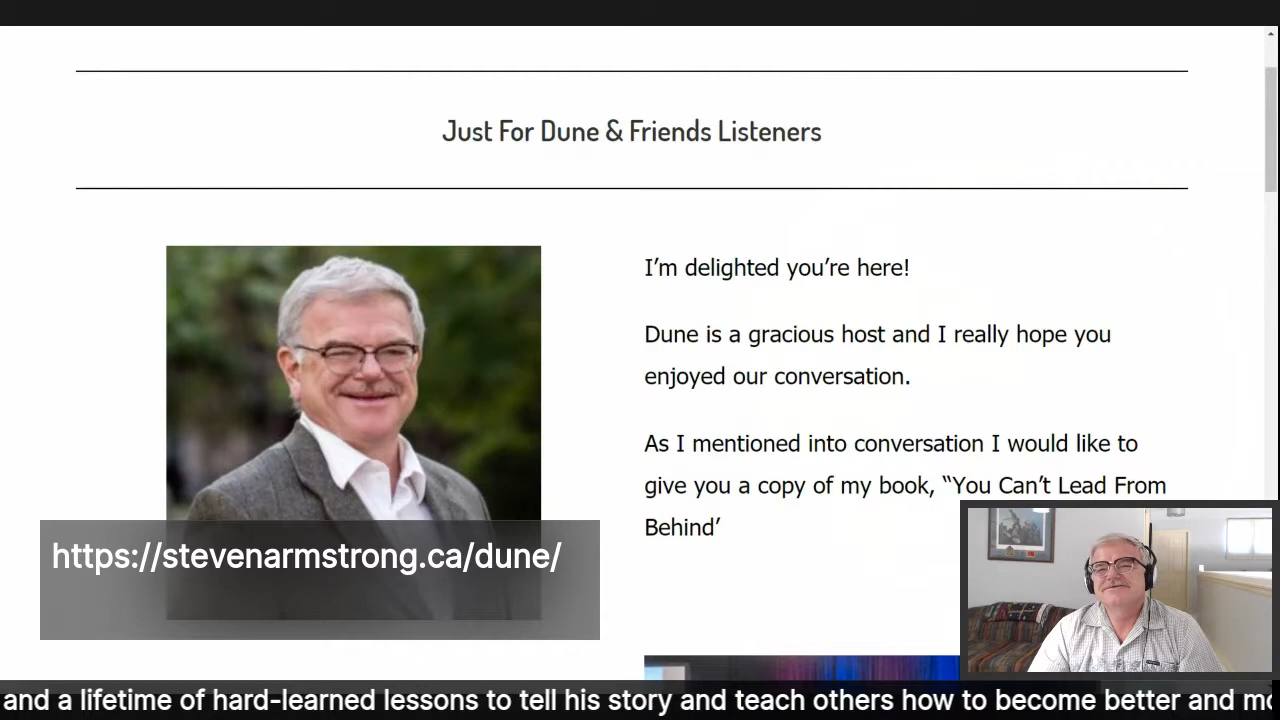 Just For Dune & Friends Listeners
I’m delighted you’re here!
Dune is a gracious host and I really hope you
enjoyed our conversation.
As I mentioned into conversation I would like to
give you a copy of my book, “You Can’t Lead From
Behind’
https://stevenarmstrong.ca/dune/
and a lifetime of hard-learned lessons to tell his story and teach others how to become better and